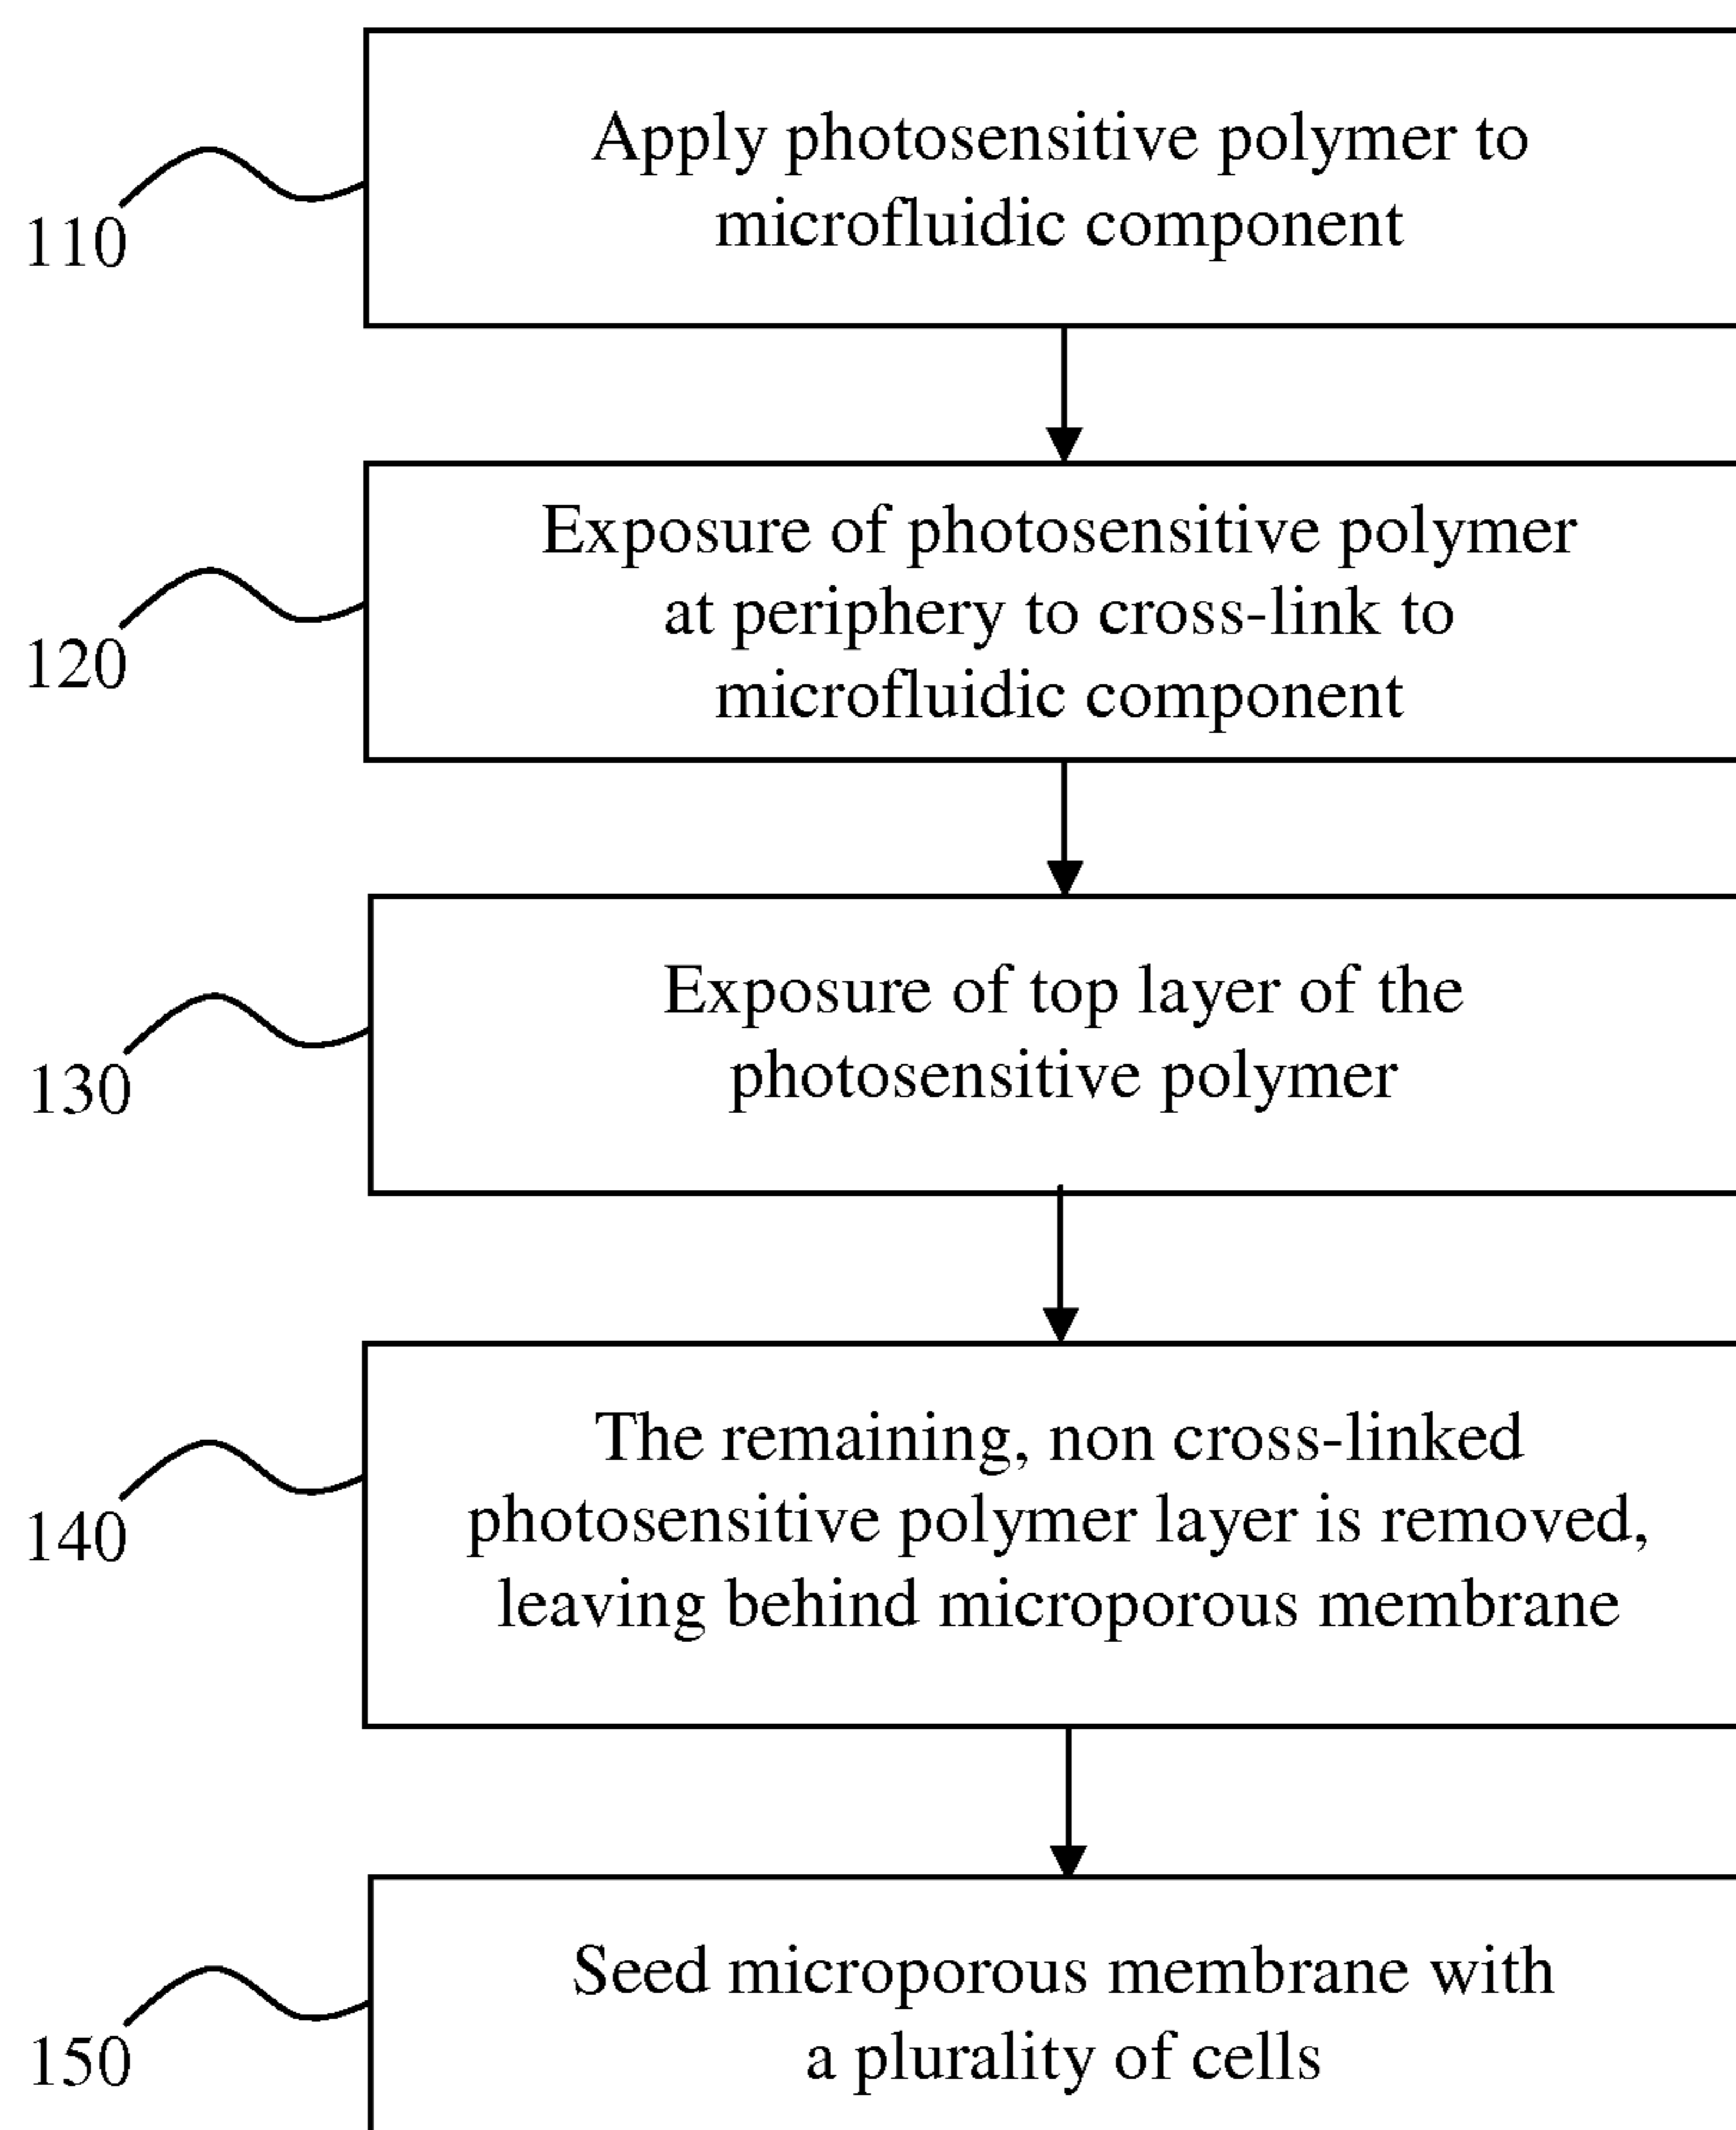 Apply photosensitive polymer to
microfluidic component
110
Exposure of photosensitive polymer
at periphery to cross-link to
microfluidic component
120
Exposure of top layer of the
photosensitive polymer
130
The remaining, non cross-linked
photosensitive polymer layer is removed,
leaving behind microporous membrane
140
Seed microporous membrane with
a plurality of cells
150